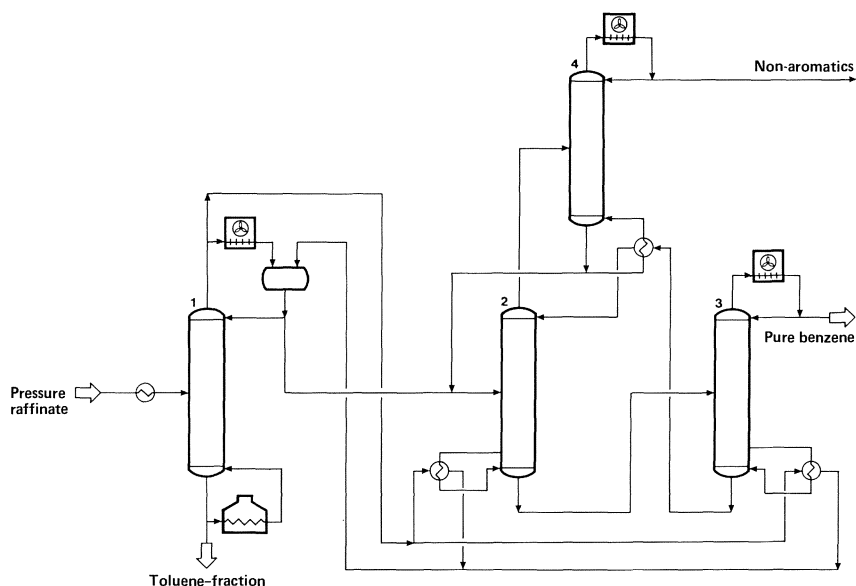 4
Non-aromatics
1
2
3
Pure benzene
Pressure
raffinate
Toluene-fraction